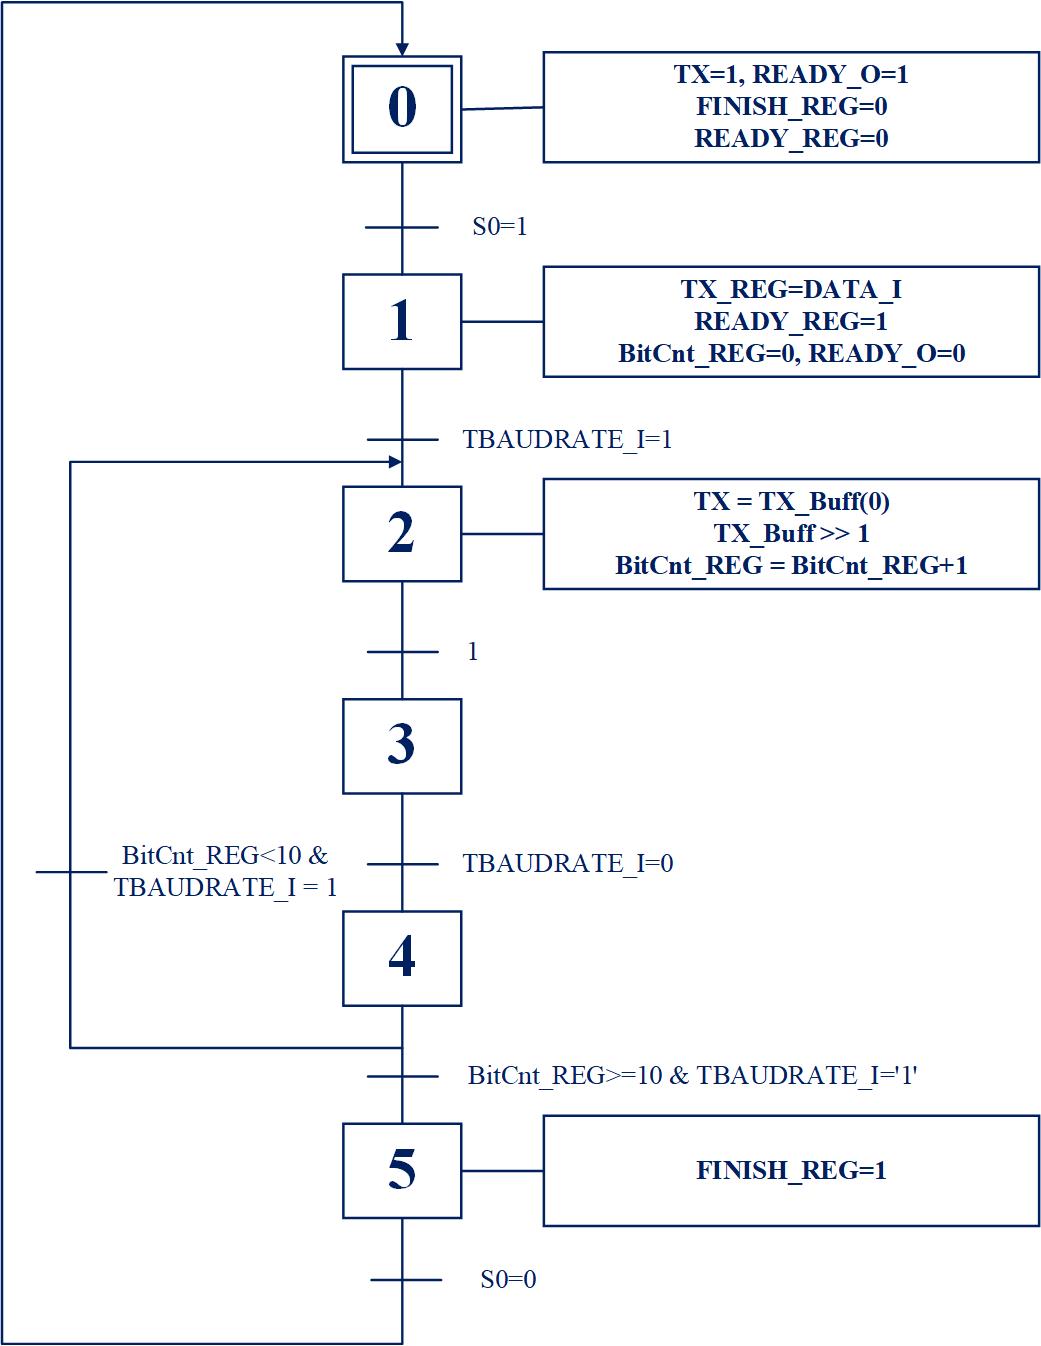 0
TX=1, READY_O=1
FINISH_REG=0
READY_REG=0
S0=1
1
TX_REG=DATA_I
READY_REG=1
BitCnt_REG=0, READY_O=0
TBAUDRATE_I=1
2
TX = TX_Buff(0)
TX_Buff >> 1
BitCnt_REG = BitCnt_REG+1
1
3
BitCnt_REG<10 &
TBAUDRATE_I = 1
TBAUDRATE_I=0
4
BitCnt_REG>=10 & TBAUDRATE_I='1'
5
FINISH_REG=1
S0=0